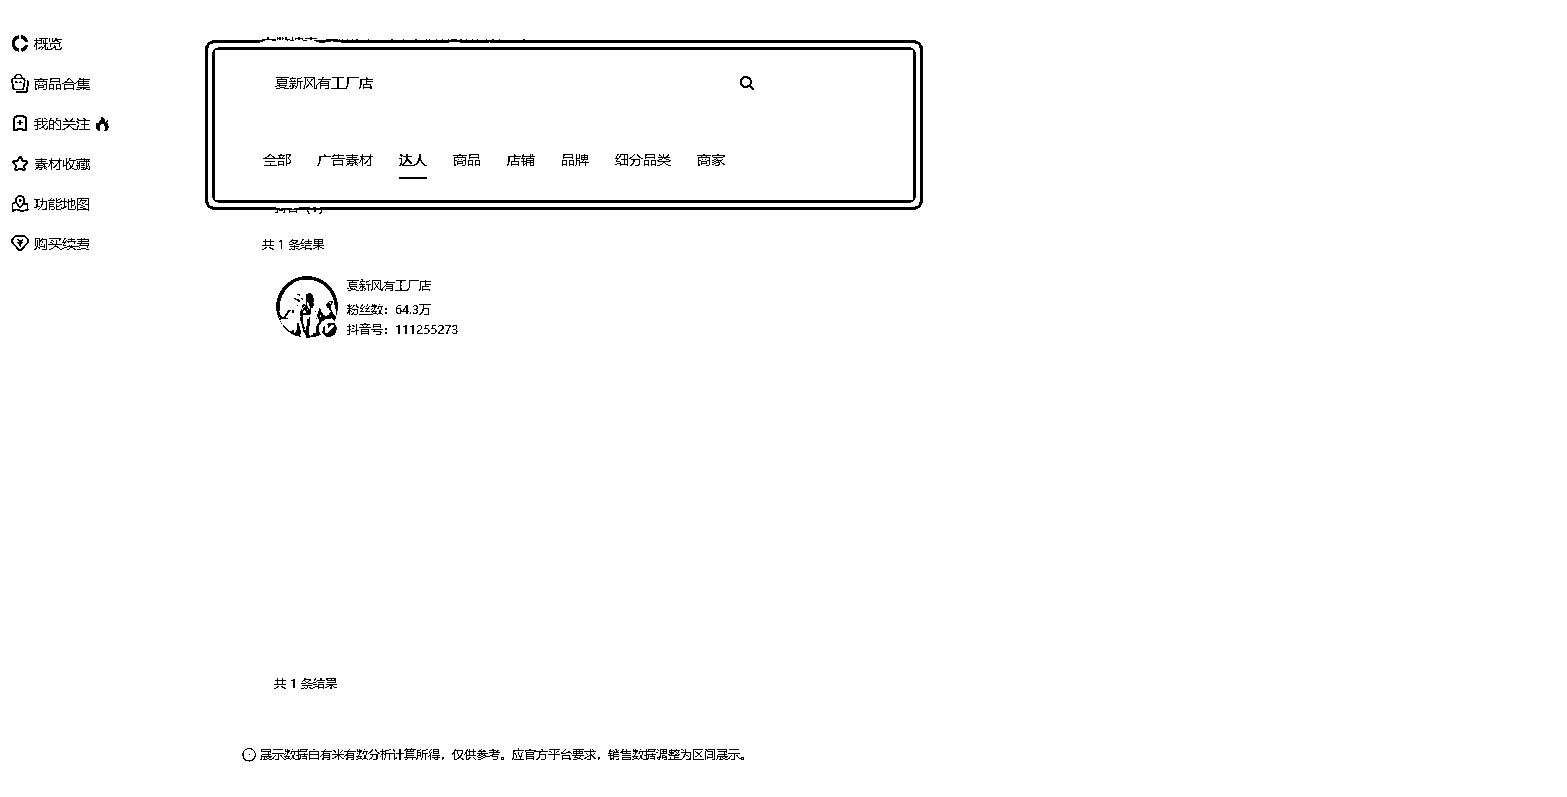 概览
商品合集
我的关注
素材收藏
功能地图
购买续费
夏新风有工厂店
全部 广告素材 达人 商品 店铺 品牌 细分品类 商家
共 1 条结果
夏新风有工厂店
粉丝数：64.3万
抖音号：111255273
共 1 条结果
展示数据由有米有数分析计算所得，仅供参考。应官方平台要求，销售数据调整为区间展示。